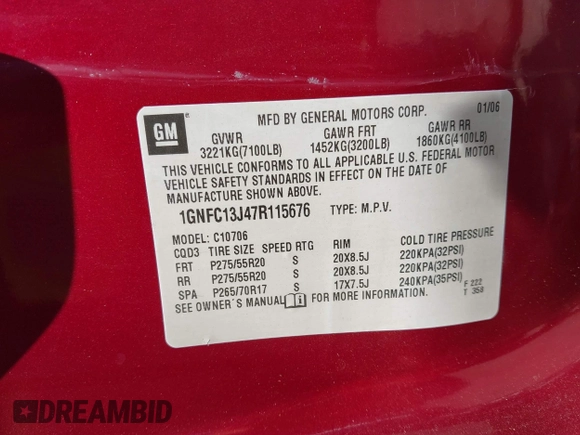 GM
MFD BY GENERAL MOTORS CORP. 01/06
GVWR GAWR FRT GAWR RR
3221KG(7100LB) 1452KG(3200LB) 1860KG(4100LB)
THIS VEHICLE CONFORMS TO ALL APPLICABLE U.S. FEDERAL MOTOR
VEHICLE SAFETY STANDARDS IN EFFECT ON THE DATE OF
MANUFACTURE SHOWN ABOVE.
1GNFC13J47R115676 TYPE: M.P.V.
MODEL: C10706
CQD3 TIRE SIZE SPEED RTG RIM COLD TIRE PRESSURE
FRT P275/55R20 S 20X8.5J 220KPA(32PSI)
RR P275/55R20 S 20X8.5J 220KPA(32PSI)
SPA P265/70R17 S 17X7.5J 240KPA(35PSI)
SEE OWNER´S MANUAL i FOR MORE INFORMATION.
F 222
T 358
DREAMBID